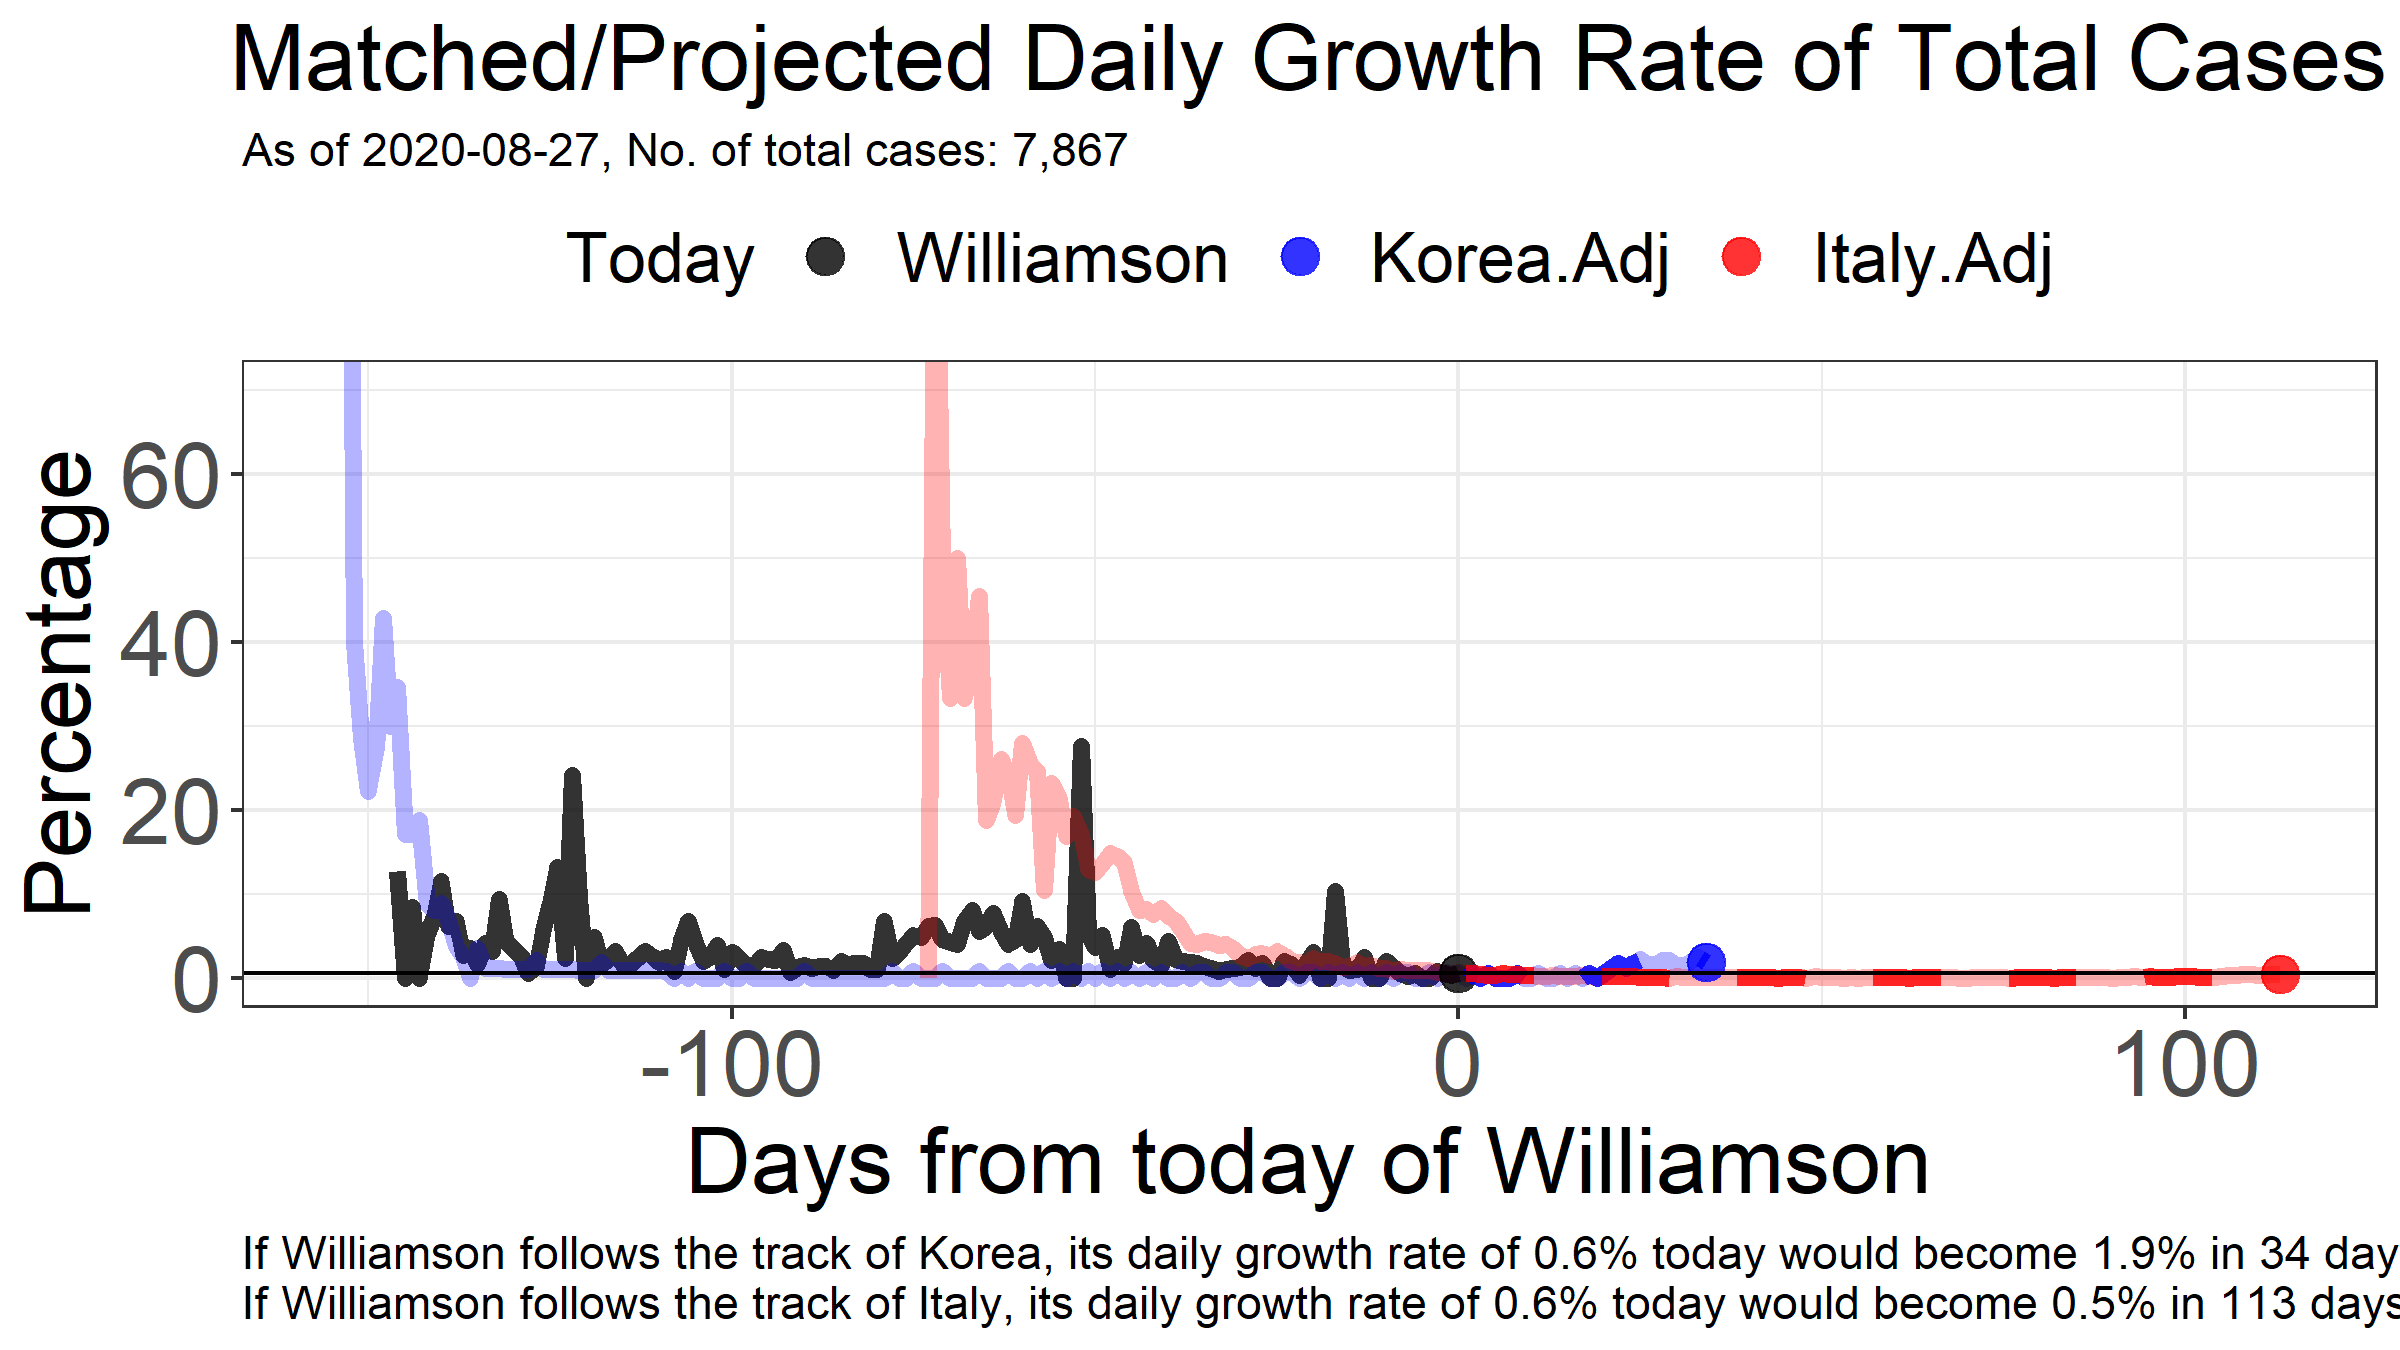 Matched/Projected Daily Growth Rate of Total Cases
As of 2020-08-27, No. of total cases: 7,867
Today Williamson Korea.Adj Italy.Adj
Percentage
60
40
20
0
-100 0 100
Days from today of Williamson
If Williamson follows the track of Korea, its daily growth rate of 0.6% today would become 1.9% in 34 day
If Williamson follows the track of Italy, its daily growth rate of 0.6% today would become 0.5% in 113 days